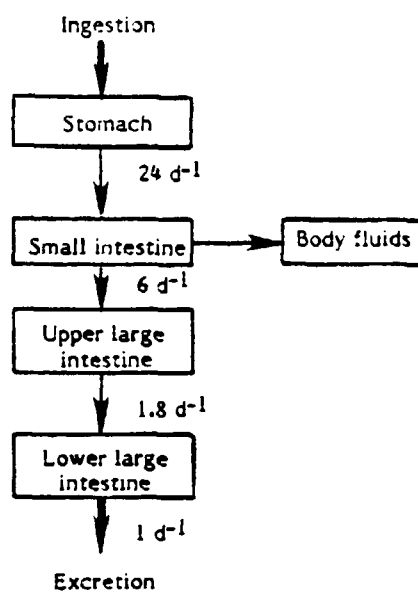 Ingestion
Stomach
24 d-1
Small intestine
Body fluids
6 d-1
Upper large
intestine
1.8 d-1
Lower large
intestine
1 d-1
Excretion